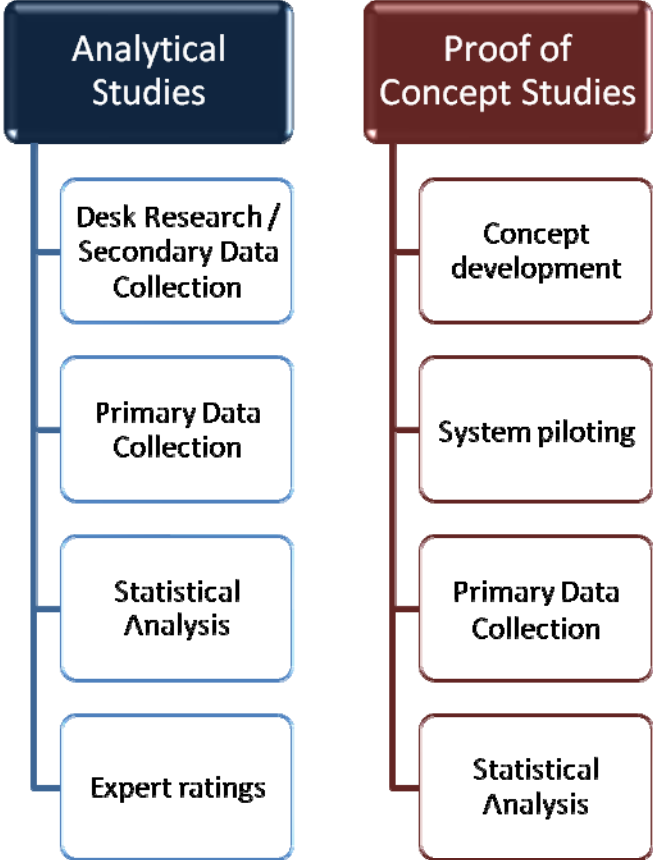 Analytical
Studies
Desk Research /
Secondary Data
Collection
Primary Data
Collection
Statistical
Analysis
Expert ratings
Proof of
Concept Studies
Concept
development
System piloting
Primary Data
Collection
Statistical
Analysis